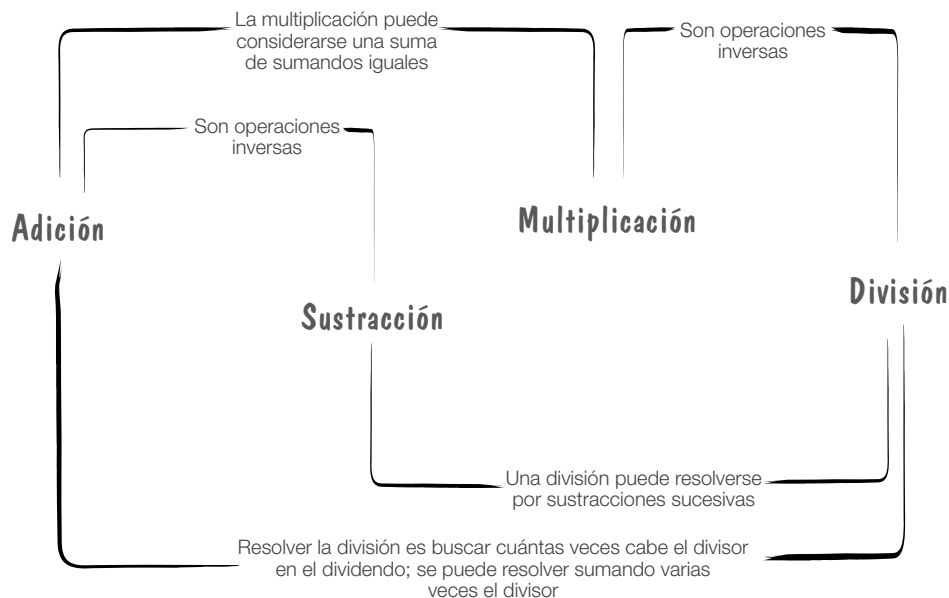 La multiplicación puede
considerarse una suma
de sumandos iguales
Son operaciones
inversas
Son operaciones
inversas
Adición
Multiplicación
Sustracción
División
Una división puede resolverse
por sustracciones sucesivas
Resolver la división es buscar cuántas veces cabe el divisor
en el dividendo; se puede resolver sumando varias
veces el divisor